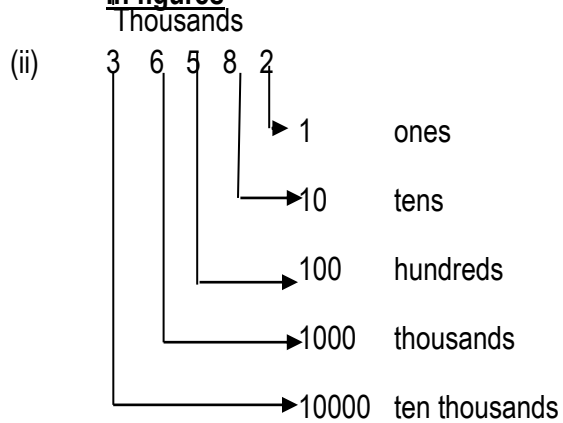 in figures
Thousands
(ii) 3 6 5 8 2
1 ones
10 tens
100 hundreds
1000 thousands
10000 ten thousands